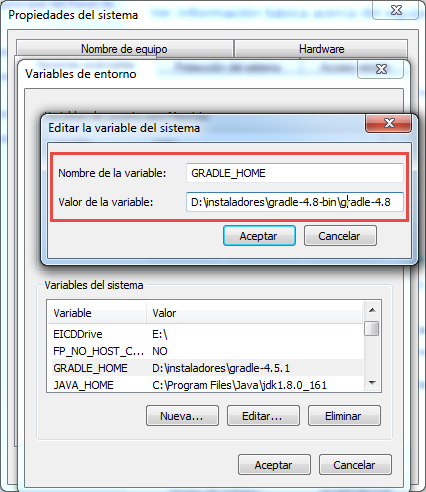 Propiedades del sistema
Nombre de equipo
Hardware
Variables de entorno
Editar la variable del sistema
Nombre de la variable: GRADLE_HOME
Valor de la variable: D:\instaladores\gradle-4.8-bin\gradle-4.8
Aceptar
Cancelar
Variables del sistema
Variable Valor
EICDDrive E:\
FP_NO_HOST_C... NO
GRADLE_HOME D:\instaladores\gradle-4.5.1
JAVA_HOME C:\Program Files\Java\jdk1.8.0_161
Nueva...
Editar...
Eliminar
Aceptar
Cancelar